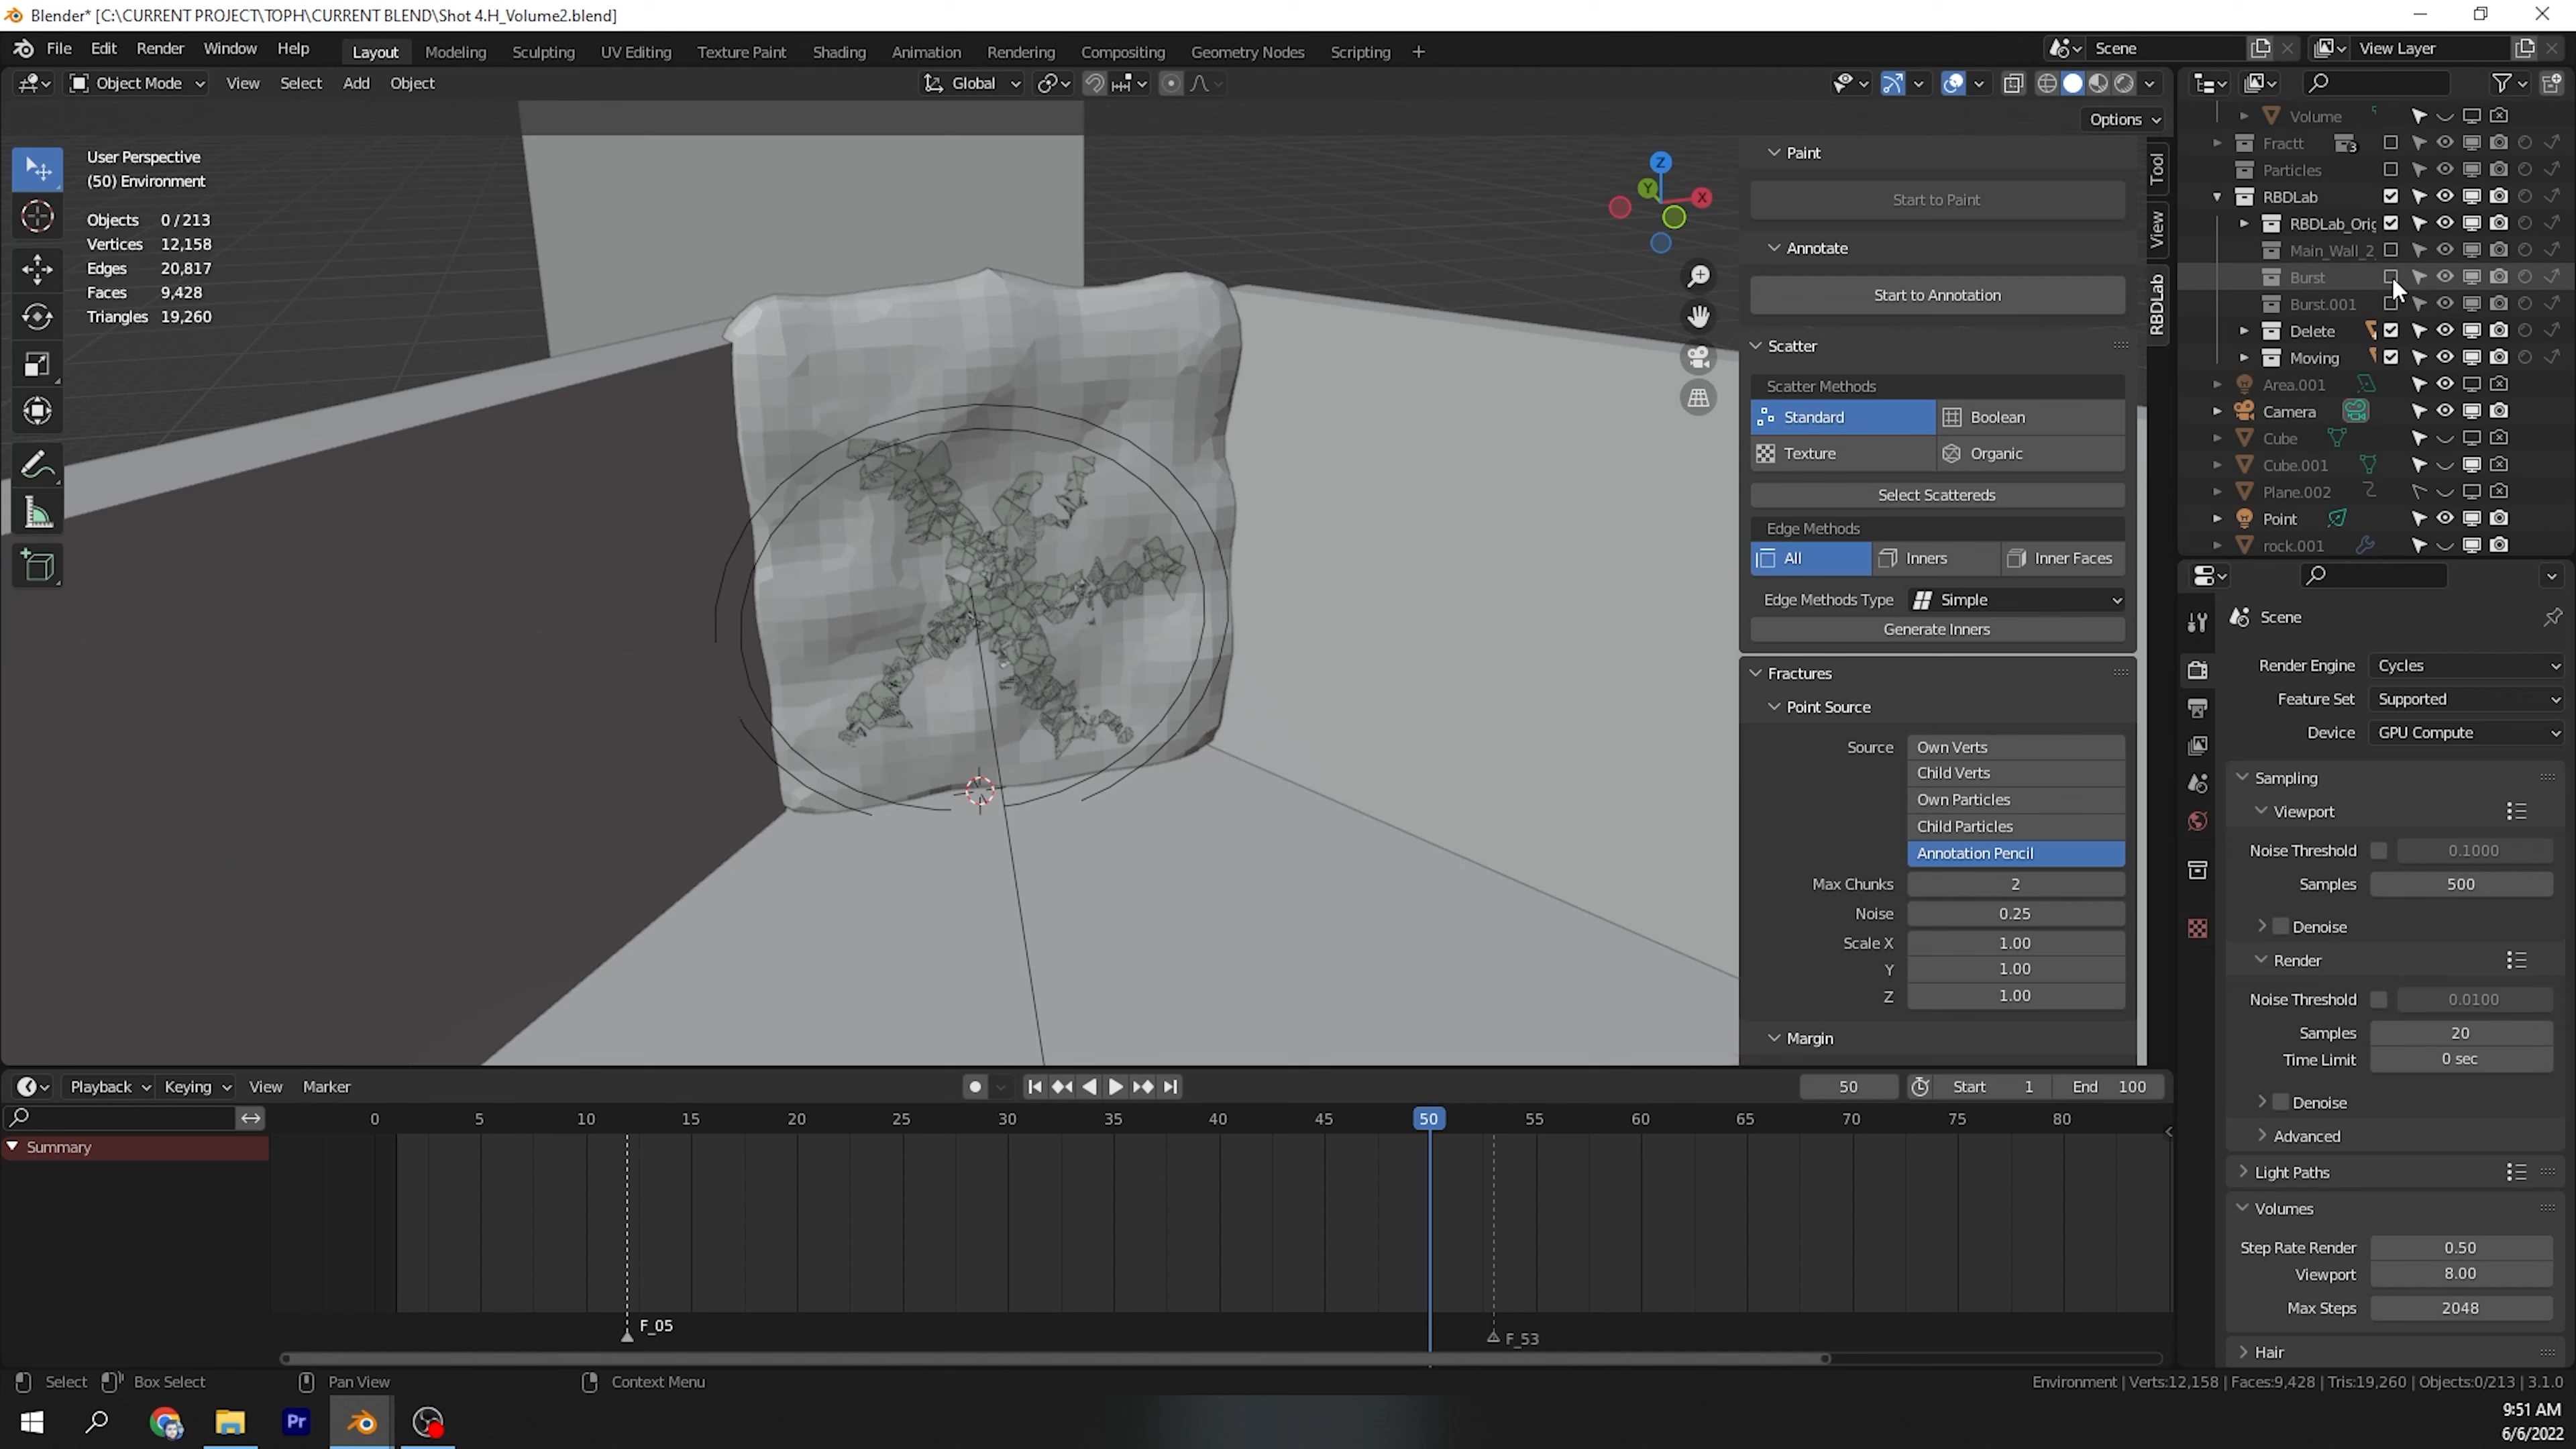 Blender* [C:\CURRENT PROJECT\TOPH\CURRENT BLEND\Shot 4.H_Volume2.blend]
File Edit Render Window Help Layout Modeling Sculpting UV Editing Texture Paint Shading Animation Rendering Compositing Geometry Nodes Scripting + Scene View Layer
Object Mode View Select Add Object Global
Options
User Perspective
(50) Environment
Objects 0 / 213
Vertices 12,158
Edges 20,817
Faces 9,428
Triangles 19,260
Z
Y
X
Tool
View
RBDLab
Paint
Start to Paint
Annotate
Start to Annotation
Scatter
Scatter Methods
Standard Boolean
Texture Organic
Select Scattereds
Edge Methods
All Inners Inner Faces
Edge Methods Type Simple
Generate Inners
Fractures
Point Source
Source Own Verts
Child Verts
Own Particles
Child Particles
Annotation Pencil
Max Chunks 2
Noise 0.25
Scale X 1.00
Y 1.00
Z 1.00
Margin
Volume
Fractt 3
Particles
RBDLab
RBDLab_Orig
Main_Wall_2
Burst
Burst.001
Delete
Moving
Area.001
Camera
Cube
Cube.001
Plane.002
Point
rock.001
Scene
Render Engine Cycles
Feature Set Supported
Device GPU Compute
Sampling
Viewport
Noise Threshold 0.1000
Samples 500
Denoise
Render
Noise Threshold 0.0100
Samples 20
Time Limit 0 sec
Denoise
Advanced
Light Paths
Volumes
Step Rate Render 0.50
Viewport 8.00
Max Steps 2048
Hair
Playback Keying View Marker 50 Start 1 End 100
0 5 10 15 20 25 30 35 40 45 50 55 60 65 70 75 80
Summary
F_05
F_53
Select Box Select Pan View Context Menu Environment | Verts:12,158 | Faces:9,428 | Tris:19,260 | Objects:0/213 | 3.1.0
Pr
9:51 AM
6/6/2022